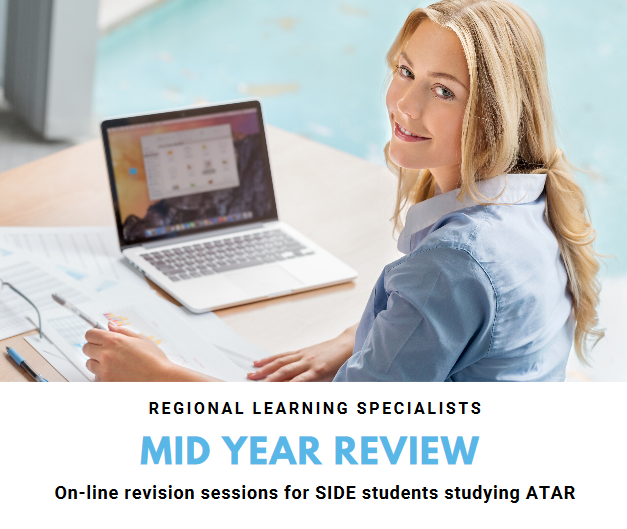 REGIONAL LEARNING SPECIALISTS
MID YEAR REVIEW
On-line revision sessions for SIDE students studying ATAR